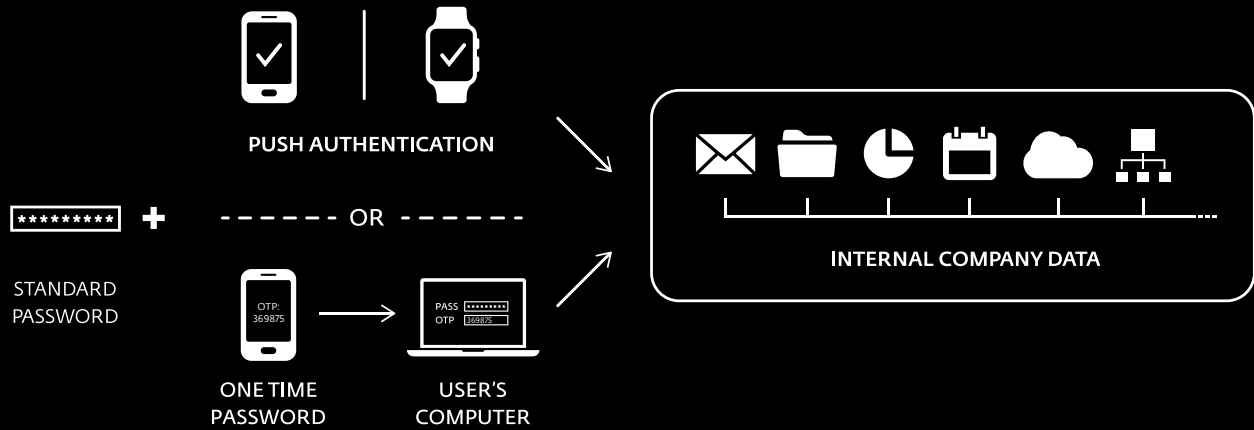 PUSH AUTHENTICATION
*********
+
OR
STANDARD
PASSWORD
OTP:
369875
PASS *********
OTP 369875
ONE TIME
PASSWORD
USER'S
COMPUTER
INTERNAL COMPANY DATA